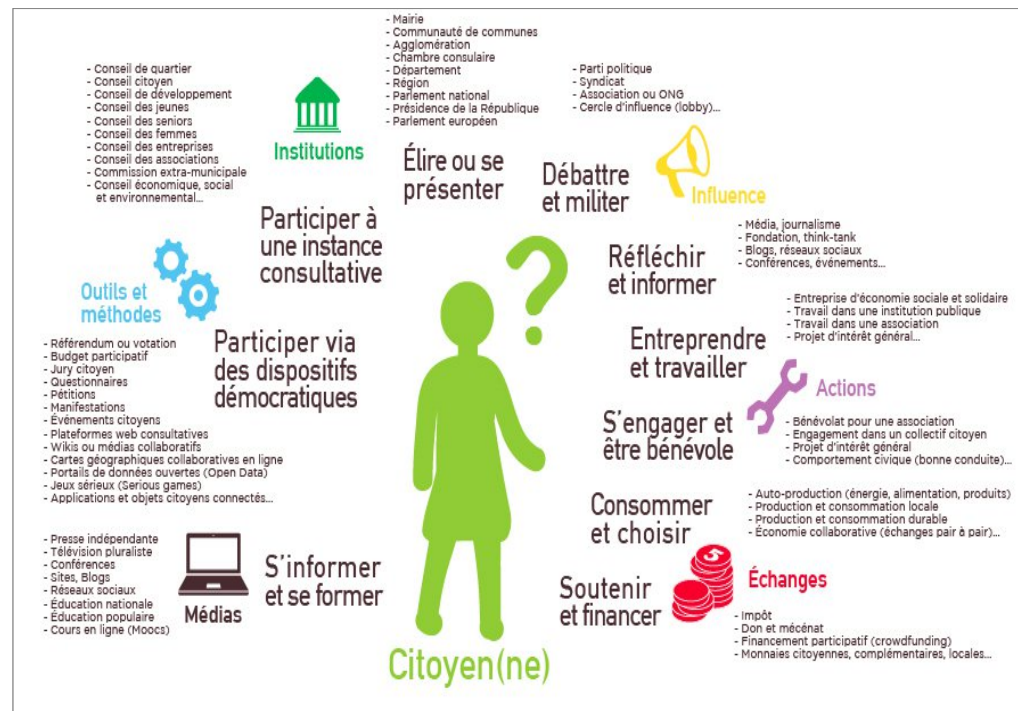 - Mairie
- Communauté de communes
- Agglomération
- Chambre consulaire
- Département
- Région
- Parlement national
- Présidence de la République
- Parlement européen
Élire ou se
présenter
- Conseil de quartier
- Conseil citoyen
- Conseil de développement
- Conseil des jeunes
- Conseil des seniors
- Conseil des femmes
- Conseil des entreprises
- Conseil des associations
- Commission extra-municipale
- Conseil économique, social
et environnemental...
Institutions
Participer à
une instance
consultative
- Parti politique
- Syndicat
- Association ou ONG
- Cercle d'influence (lobby)...
Débattre
et militer
Influence
- Média, journalisme
- Fondation, think-tank
- Blogs, réseaux sociaux
- Conférences, événements...
Réfléchir
et informer
Outils et
méthodes
- Référendum ou votation
- Budget participatif
- Jury citoyen
- Questionnaires
- Pétitions
- Manifestations
- Événements citoyens
- Plateformes web consultatives
- Wikis ou médias collaboratifs
- Cartes géographiques collaboratives en ligne
- Portails de données ouvertes (Open Data)
- Jeux sérieux (Serious games)
- Applications et objets citoyens connectés...
Participer via
des dispositifs
démocratiques
- Entreprise d'économie sociale et solidaire
- Travail dans une institution publique
- Travail dans une association
- Projet d'intérêt général...
Entreprendre
et travailler
Actions
S'engager et
être bénévole
- Bénévolat pour une association
- Engagement dans un collectif citoyen
- Projet d'intérêt général
- Comportement civique (bonne conduite)...
Consommer
et choisir
- Auto-production (énergie, alimentation, produits)
- Production et consommation locale
- Production et consommation durable
- Économie collaborative (échanges pair à pair)...
- Presse indépendante
- Télévision pluraliste
- Conférences
- Sites, Blogs
- Réseaux sociaux
- Éducation nationale
- Éducation populaire
- Cours en ligne (Moocs)
Médias
S'informer
et se former
Soutenir
et financer
5
Échanges
- Impôt
- Don et mécénat
- Financement participatif (crowdfunding)
- Monnaies citoyennes, complémentaires, locales...
?
Citoyen(ne)